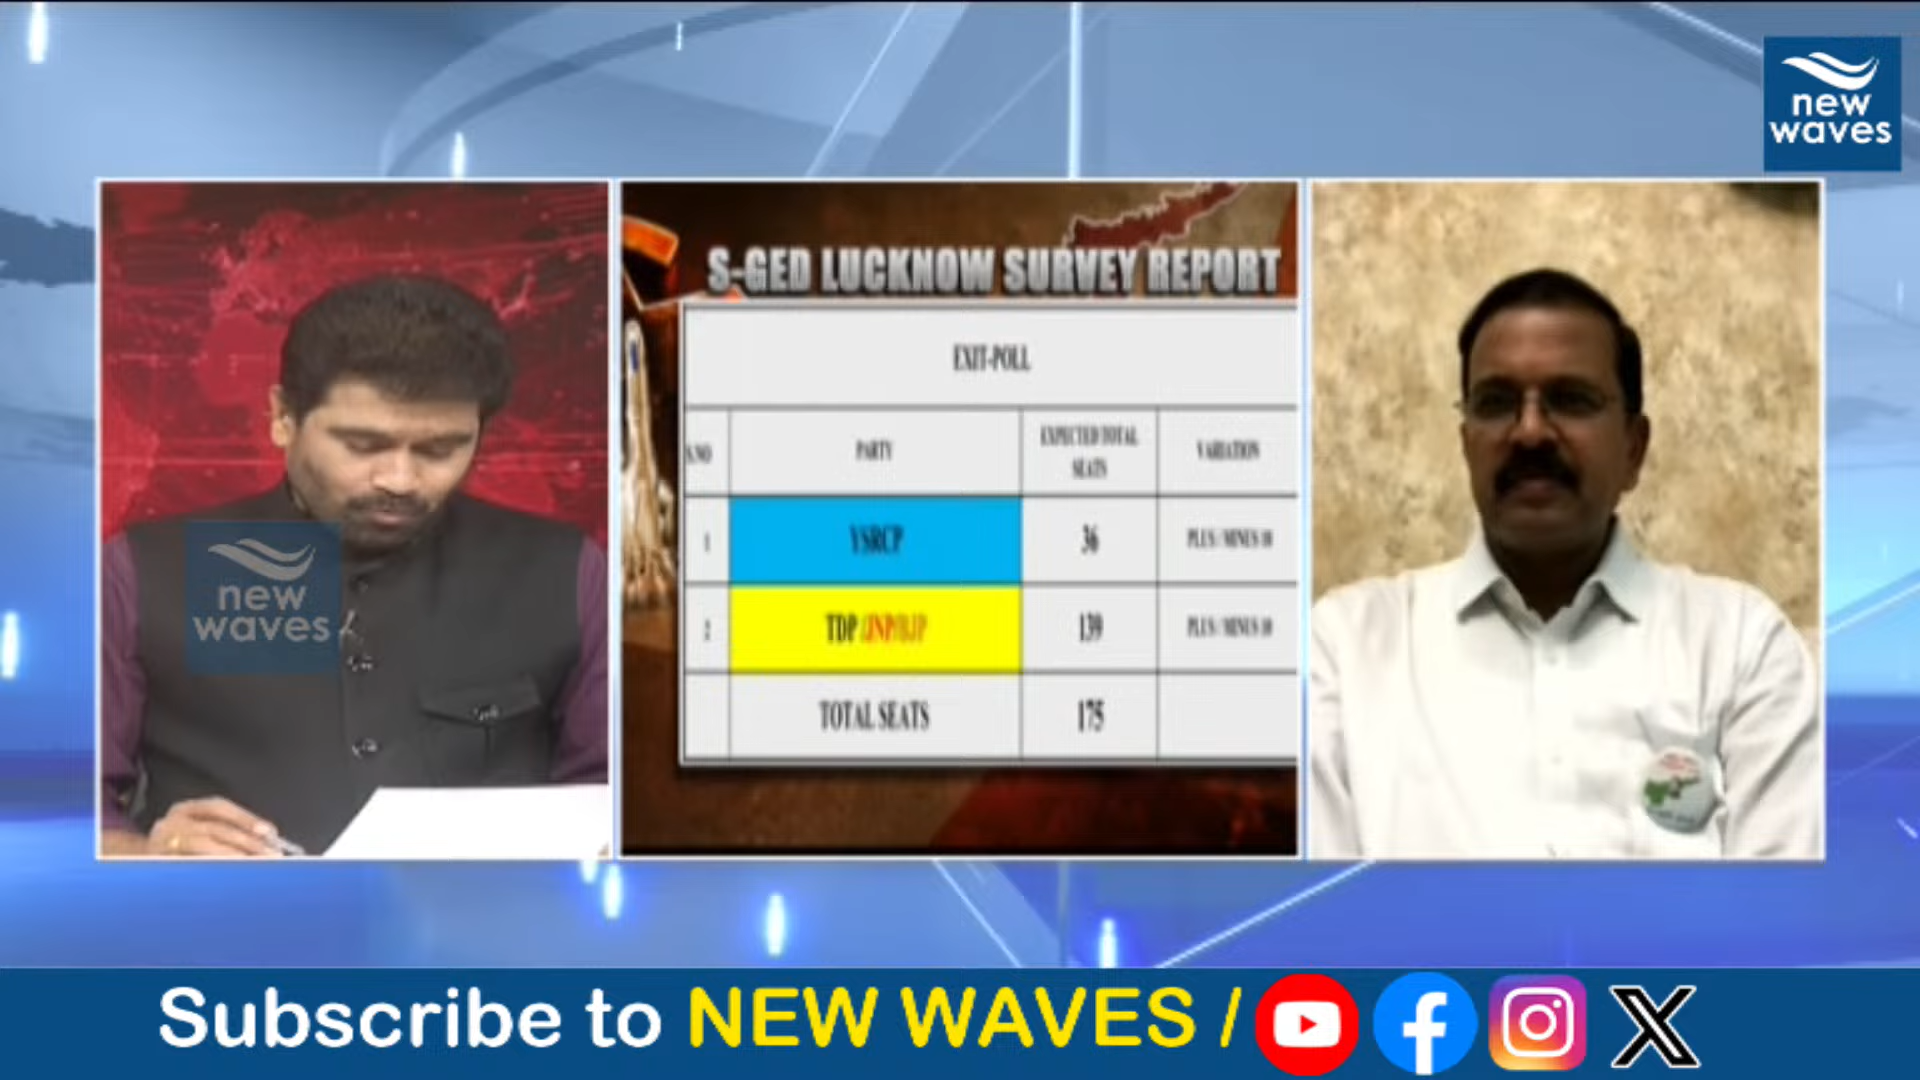 new
waves
S-GED LUCKNOW SURVEY REPORT
EXIT-POLL
S.NO PARTY EXPECTED TOTAL SEATS VARIATION
1 YSRCP 36 PLUS / MINUS 10
2 TDP/JNP/BJP 139 PLUS / MINUS 10
TOTAL SEATS 175
new
waves
Subscribe to NEW WAVES /